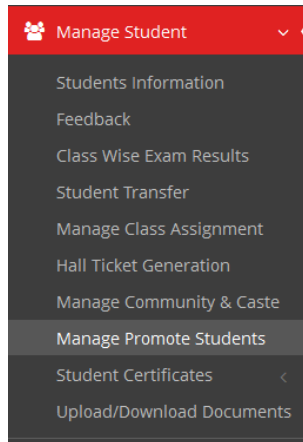 Manage Student
Students Information
Feedback
Class Wise Exam Results
Student Transfer
Manage Class Assignment
Hall Ticket Generation
Manage Community & Caste
Manage Promote Students
Student Certificates
Upload/Download Documents